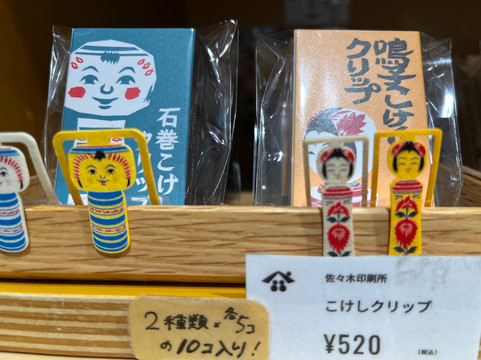 石巻こけ
鳴子こけ
クリップ
佐々木印刷所
こけしクリップ
¥520
(税込)
2種類×各5コ
の10コ入り!